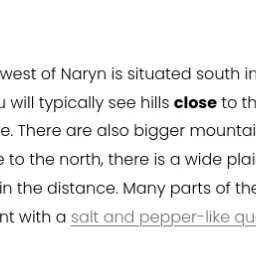 west of Naryn is situated south in
will typically see hills close to th
e. There are also bigger mountai
to the north, there is a wide plai
in the distance. Many parts of the
nt with a salt and pepper-like qu